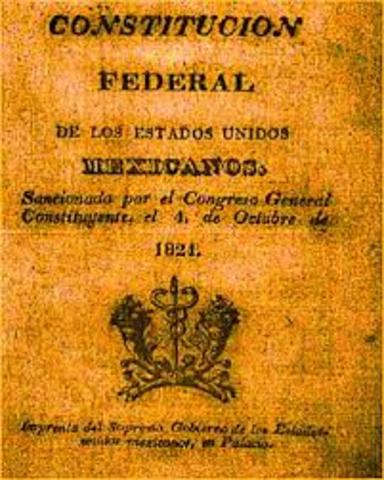 CONSTITUCION
FEDERAL
DE LOS ESTADOS UNIDOS
MEXICANOS.
Sancionada por el Congreso General
Constituyente, el 4. de Octubre de
1824.
Imprenta del Supremo Gobierno de los Estados-
unidos mexicanos, en Palacio.